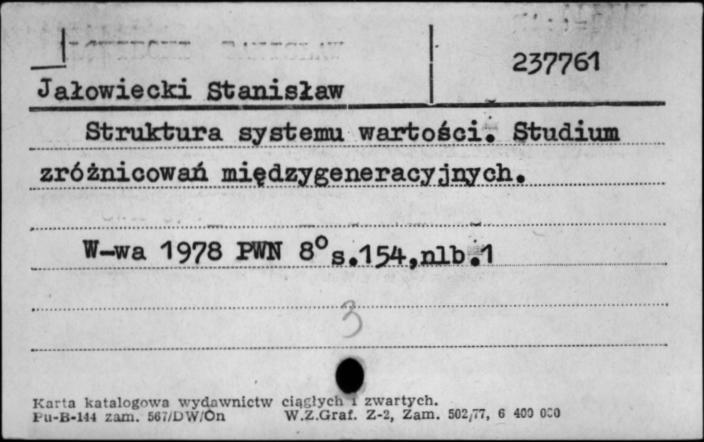 237761
Jałowiecki Stanisław
Struktura systemu wartości. Studium
zróżnicowań międzygeneracyjnych.
W-wa 1978 PWN 8° s.154,nlb.1
3
Karta katalogowa wydawnictw ciągłych i zwartych.
Pu-B-144 zam. 567/DW/On W.Z.Graf. Z-2, Zam. 502/77, 6 400 000